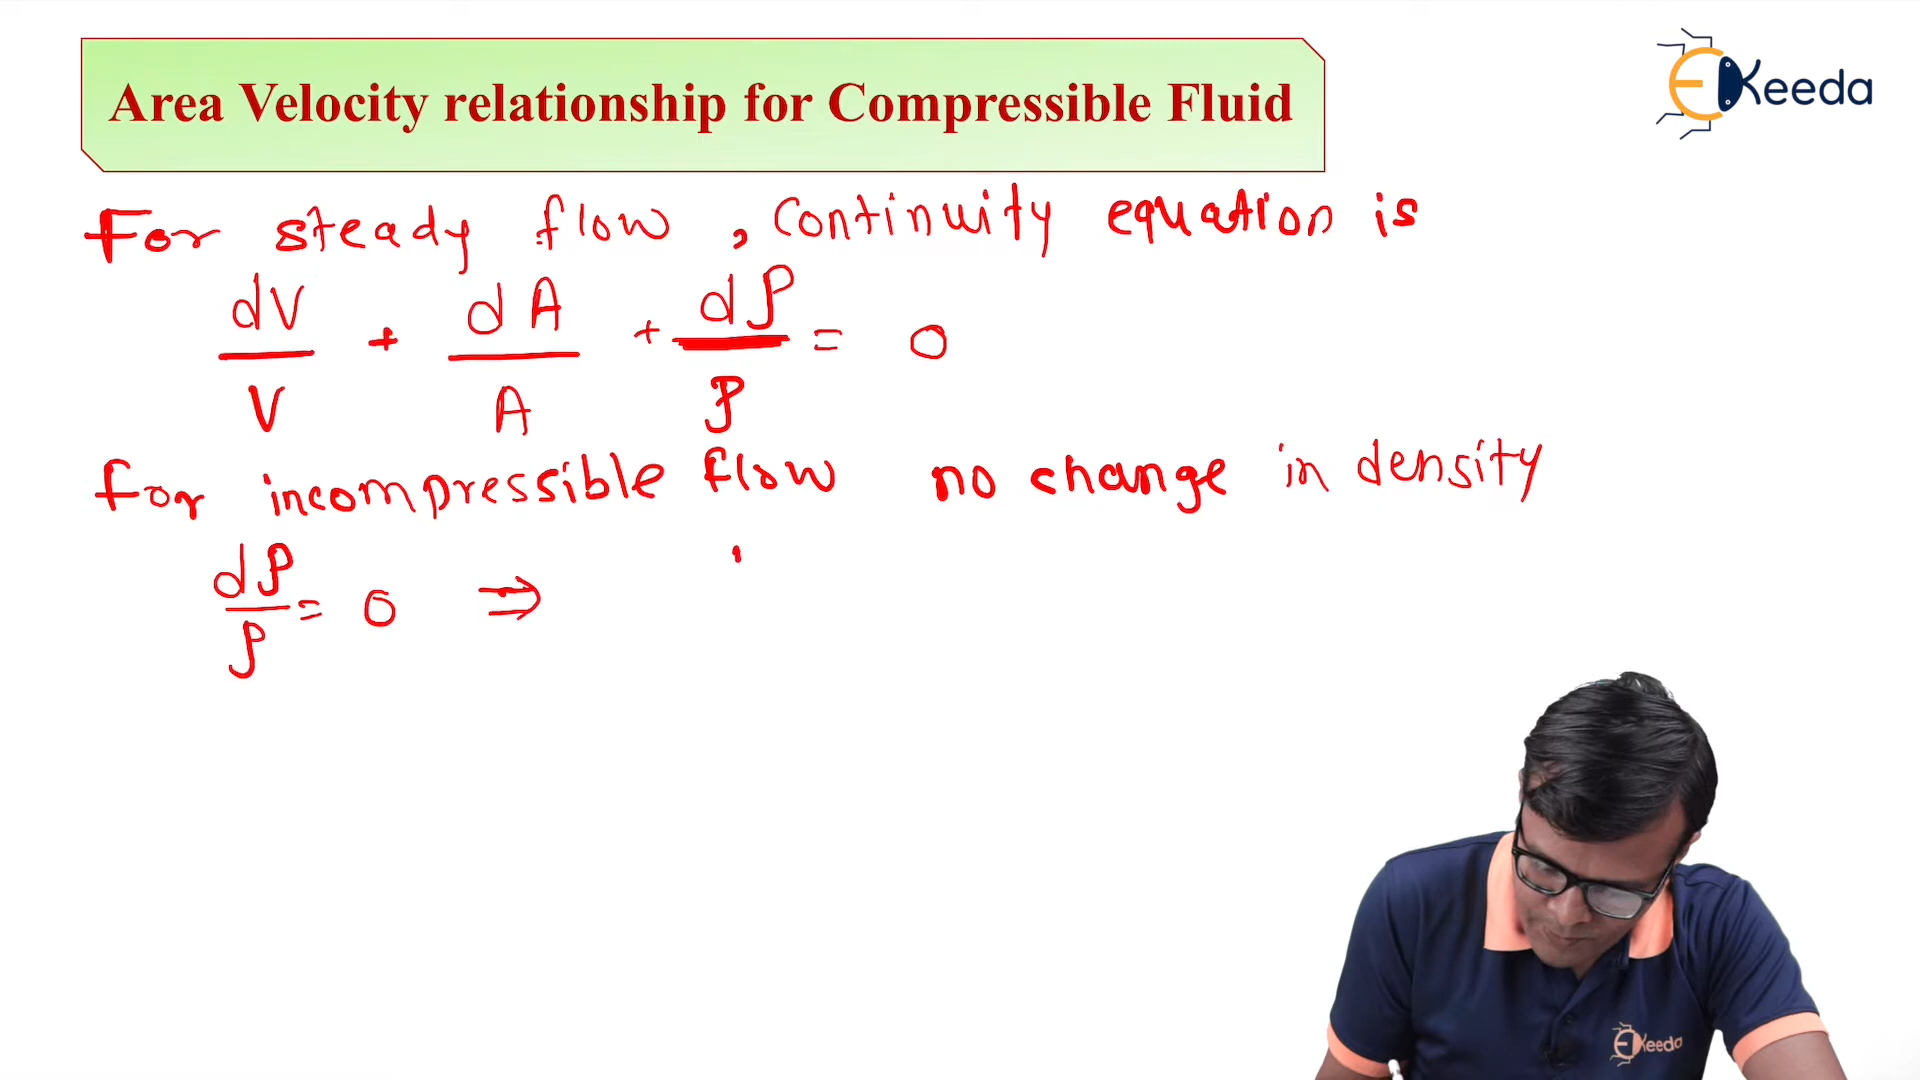 Area Velocity relationship for Compressible Fluid
EKeeda
For steady flow, continuity equation is
dV/V + dA/A + dρ/ρ = 0
for incompressible flow no change in density
dρ/ρ = 0 ⇒
EKeeda